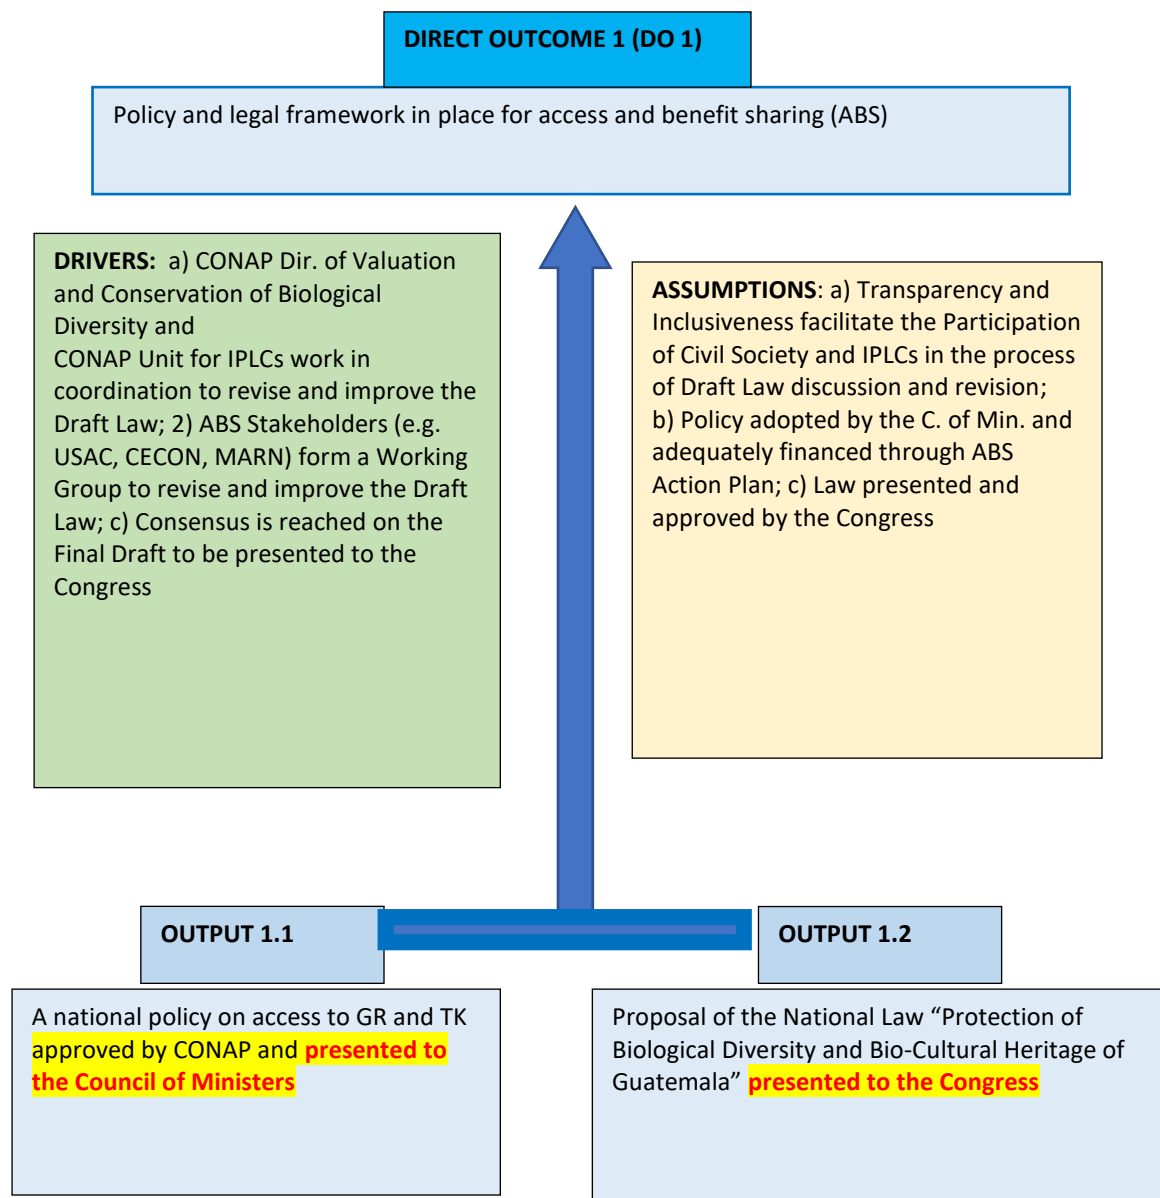 DIRECT OUTCOME 1 (DO 1)
Policy and legal framework in place for access and benefit sharing (ABS)
DRIVERS: a) CONAP Dir. of Valuation
and Conservation of Biological
Diversity and
CONAP Unit for IPLCs work in
coordination to revise and improve the
Draft Law; 2) ABS Stakeholders (e.g.
USAC, CECON, MARN) form a Working
Group to revise and improve the Draft
Law; c) Consensus is reached on the
Final Draft to be presented to the
Congress
ASSUMPTIONS: a) Transparency and
Inclusiveness facilitate the Participation
of Civil Society and IPLCs in the process
of Draft Law discussion and revision;
b) Policy adopted by the C. of Min. and
adequately financed through ABS
Action Plan; c) Law presented and
approved by the Congress
OUTPUT 1.1
A national policy on access to GR and TK
approved by CONAP and presented to
the Council of Ministers
OUTPUT 1.2
Proposal of the National Law “Protection of
Biological Diversity and Bio-Cultural Heritage of
Guatemala” presented to the Congress